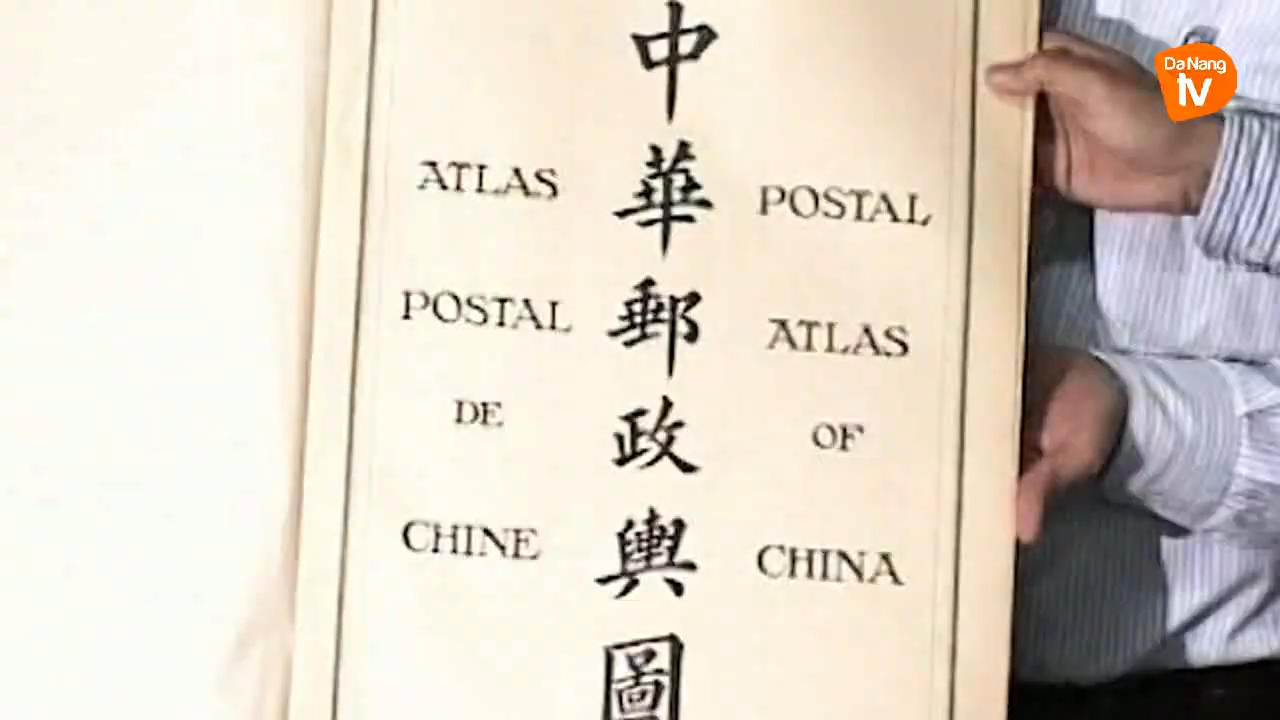 中華郵政輿圖
ATLAS
POSTAL
DE
CHINE
POSTAL
ATLAS
OF
CHINA
Da Nang
tv